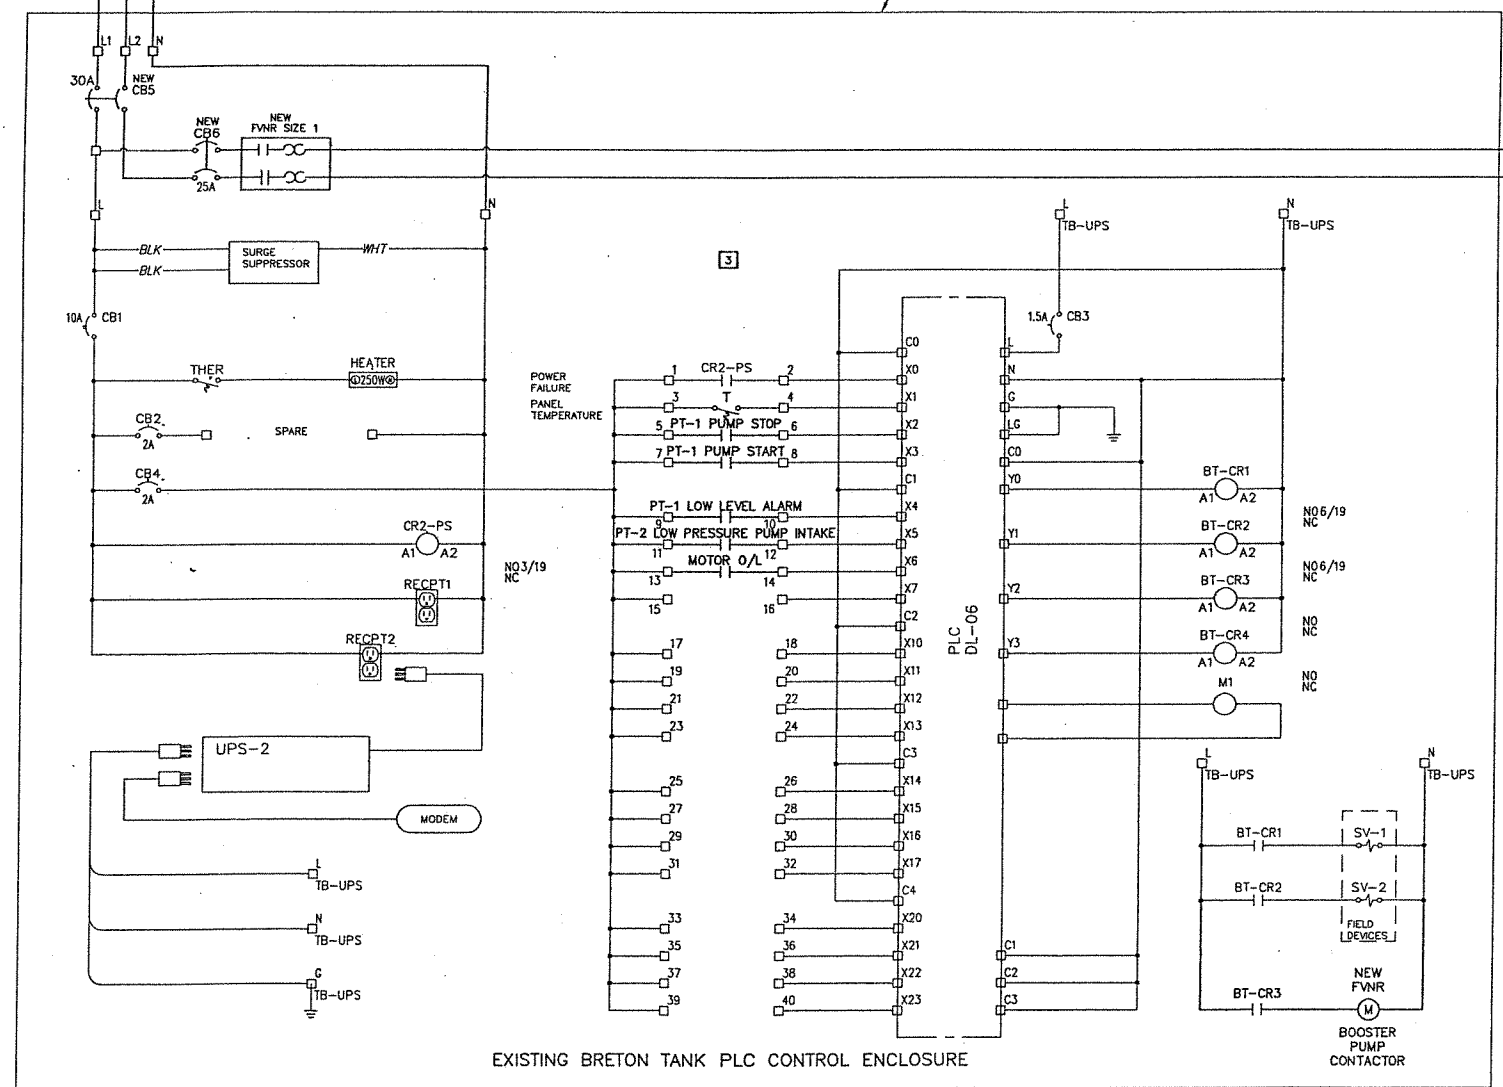 L1 L2 N
30A NEW
CB5
NEW
CB6
25A
NEW
FVNR SIZE 1
L
N
BLK
BLK
SURGE
SUPPRESSOR
WHT
10A CB1
THER
HEATER
250W
CB2
2A
SPARE
CB4
2A
CR2-PS
A1 A2
NO3/19
NC
RECPT1
RECPT2
UPS-2
MODEM
L
TB-UPS
N
TB-UPS
G
TB-UPS
3
POWER
FAILURE
PANEL
TEMPERATURE
1 CR2-PS 2
3 T 4
5 PT-1 PUMP STOP 6
7 PT-1 PUMP START 8
PT-1 LOW LEVEL ALARM
9 10
PT-2 LOW PRESSURE PUMP INTAKE
11 12
MOTOR O/L
13 14
15 16
17 18
19 20
21 22
23 24
25 26
27 28
29 30
31 32
33 34
35 36
37 38
39 40
C0
X0
X1
X2
X3
C1
X4
X5
X6
X7
C2
X10
X11
X12
X13
C3
X14
X15
X16
X17
C4
X20
X21
X22
X23
PLC
DL-06
L
N
G
LG
C0
Y0
Y1
Y2
Y3
C1
C2
C3
L
TB-UPS
N
TB-UPS
1.5A CB3
BT-CR1
A1 A2
NO6/19
NC
BT-CR2
A1 A2
NO6/19
NC
BT-CR3
A1 A2
NO
NC
BT-CR4
A1 A2
NO
NC
M1
L
TB-UPS
N
TB-UPS
BT-CR1 SV-1
BT-CR2 SV-2
FIELD
DEVICES
BT-CR3
NEW
FVNR
M
BOOSTER
PUMP
CONTACTOR
EXISTING BRETON TANK PLC CONTROL ENCLOSURE